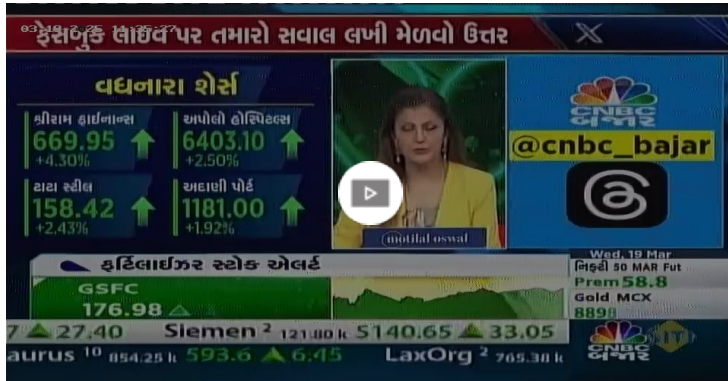 ફેસબુક લાઇવ પર તમારો સવાલ લખી મેળવો ઉત્તર
વધનારા શેર્સ
શ્રીરામ ફાઈનાન્સ
669.95
+4.30%
અપોલો હોસ્પિટલ્સ
6403.10
+2.50%
ટાટા સ્ટીલ
158.42
+2.43%
અદાણી પોર્ટ
1181.00
+1.92%
motilal oswal
CNBC
બજાર
@cnbc_bajar
ફર્ટિલાઈઝર સ્ટોક એલર્ટ
GSFC
176.98
Wed, 19 Mar
નિફ્ટી 50 MAR Fut
Prem 58.8
Gold MCX
7 27.40 Siemen 2 121.80 k 5140.65 33.05
aurus 10 854.25 k 593.6 6.45 LaxOrg 2 765.38 k
CNBC
બજાર